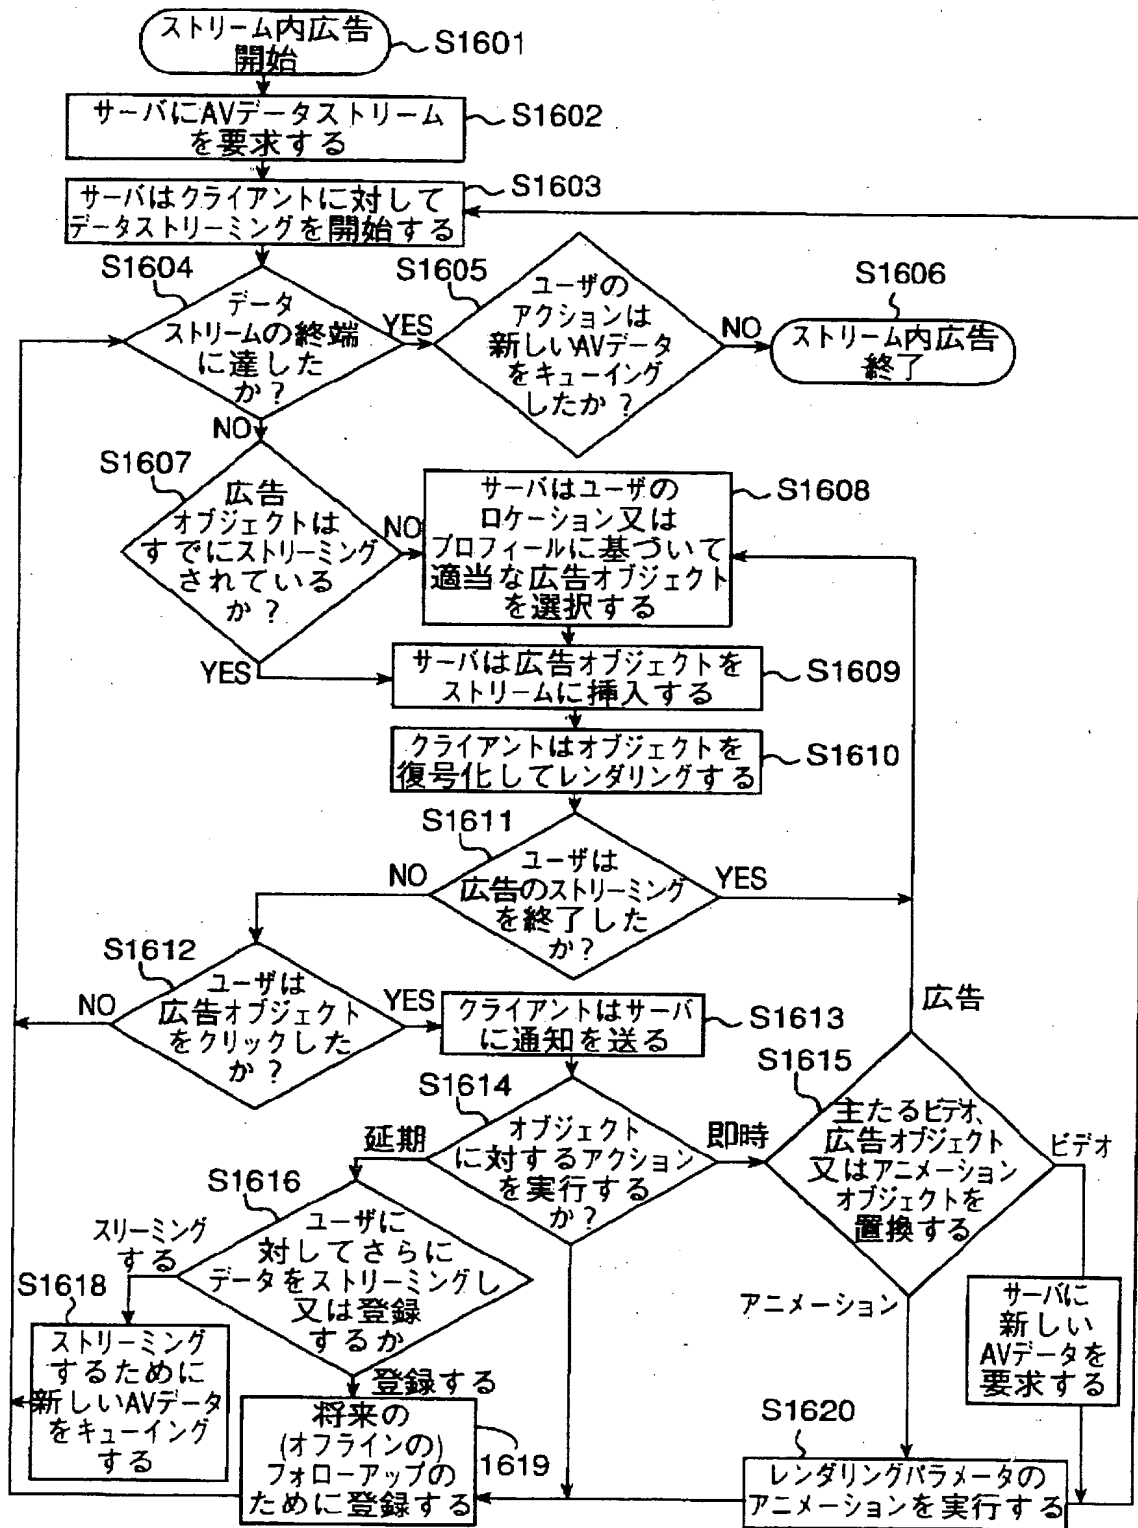 ストリーム内広告
開始
S1601
サーバにAVデータストリーム
を要求する
S1602
サーバはクライアントに対して
データストリーミングを開始する
S1603
S1604
データ
ストリームの終端
に達した
か?
YES
NO
S1605
ユーザの
アクションは
新しいAVデータ
をキューイング
したか?
NO
S1606
ストリーム内広告
終了
S1607
広告
オブジェクトは
すでにストリーミング
されている
か?
NO
YES
サーバはユーザの
ロケーション又は
プロフィールに基づいて
適当な広告オブジェクト
を選択する
S1608
サーバは広告オブジェクトを
ストリームに挿入する
S1609
クライアントはオブジェクトを
復号化してレンダリングする
S1610
S1611
ユーザは
広告のストリーミング
を終了した
か?
NO
YES
S1612
ユーザは
広告オブジェクト
をクリックした
か?
NO
YES
クライアントはサーバ
に通知を送る
S1613
S1614
オブジェクト
に対するアクション
を実行する
か?
延期
即時
S1615
主たるビデオ、
広告オブジェクト
又はアニメーション
オブジェクトを
置換する
広告
ビデオ
アニメーション
S1616
ユーザに
対してさらに
データをストリーミングし
又は登録
するか
スリーミング
する
登録する
S1618
ストリーミング
するために
新しいAVデータ
をキューイング
する
将来の
(オフラインの)
フォローアップの
ために登録する
1619
サーバに
新しい
AVデータを
要求する
S1620
レンダリングパラメータの
アニメーションを実行する